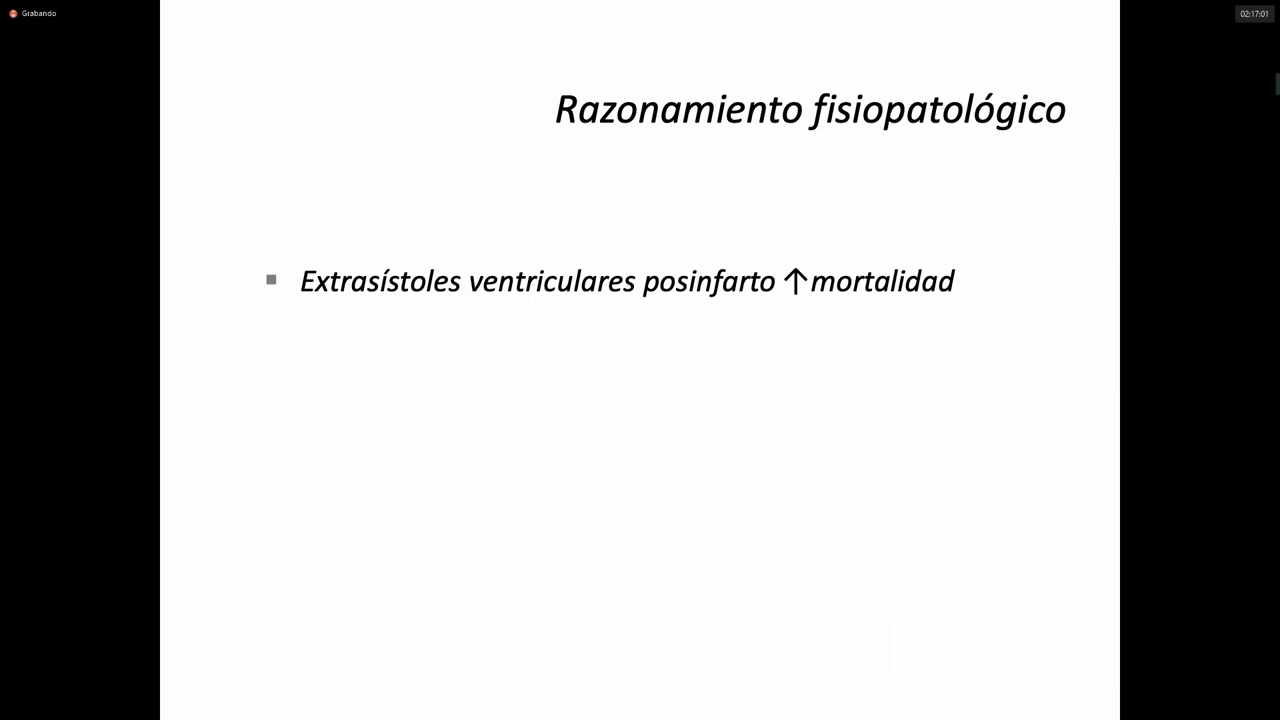 Grabando
02:17:01
Razonamiento fisiopatológico
▪ Extrasístoles ventriculares posinfarto ↑mortalidad